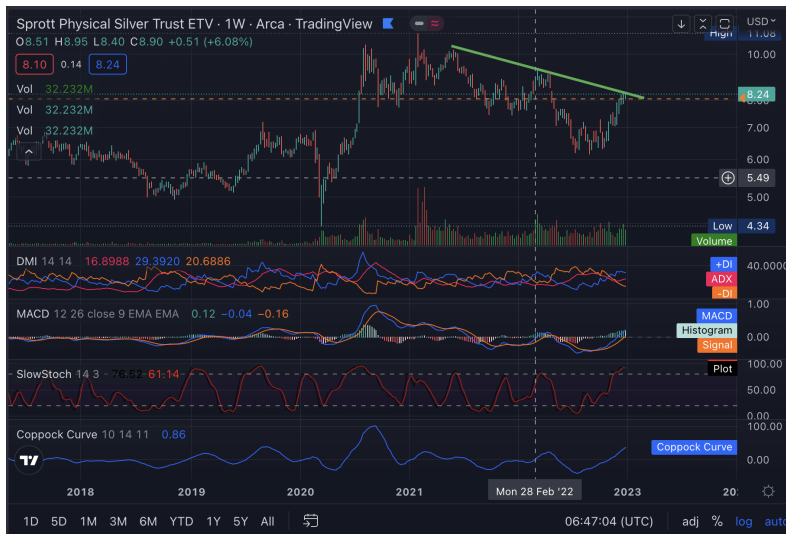 Sprott Physical Silver Trust ETV · 1W · Arca · TradingView
USD
O8.51 H8.95 L8.40 C8.90 +0.51 (+6.08%)
High 11.08
10.00
8.10 0.14 8.24
8.24
Vol 32.232M
8.00
Vol 32.232M
7.00
Vol 32.232M
6.00
5.49
5.00
Low 4.34
Volume
DMI 14 14 16.8988 29.3920 20.6886
+DI
40.0000
ADX
-DI
1.00
MACD 12 26 close 9 EMA EMA 0.12 −0.04 −0.16
MACD
Histogram
0.00
Signal
100.00
Plot
SlowStoch 14 3 76.52 61.14
50.00
0.00
100.00
Coppock Curve 10 14 11 0.86
Coppock Curve
0.00
2018 2019 2020 2021 Mon 28 Feb '22 2023 20
1D 5D 1M 3M 6M YTD 1Y 5Y All
06:47:04 (UTC)
adj % log auto